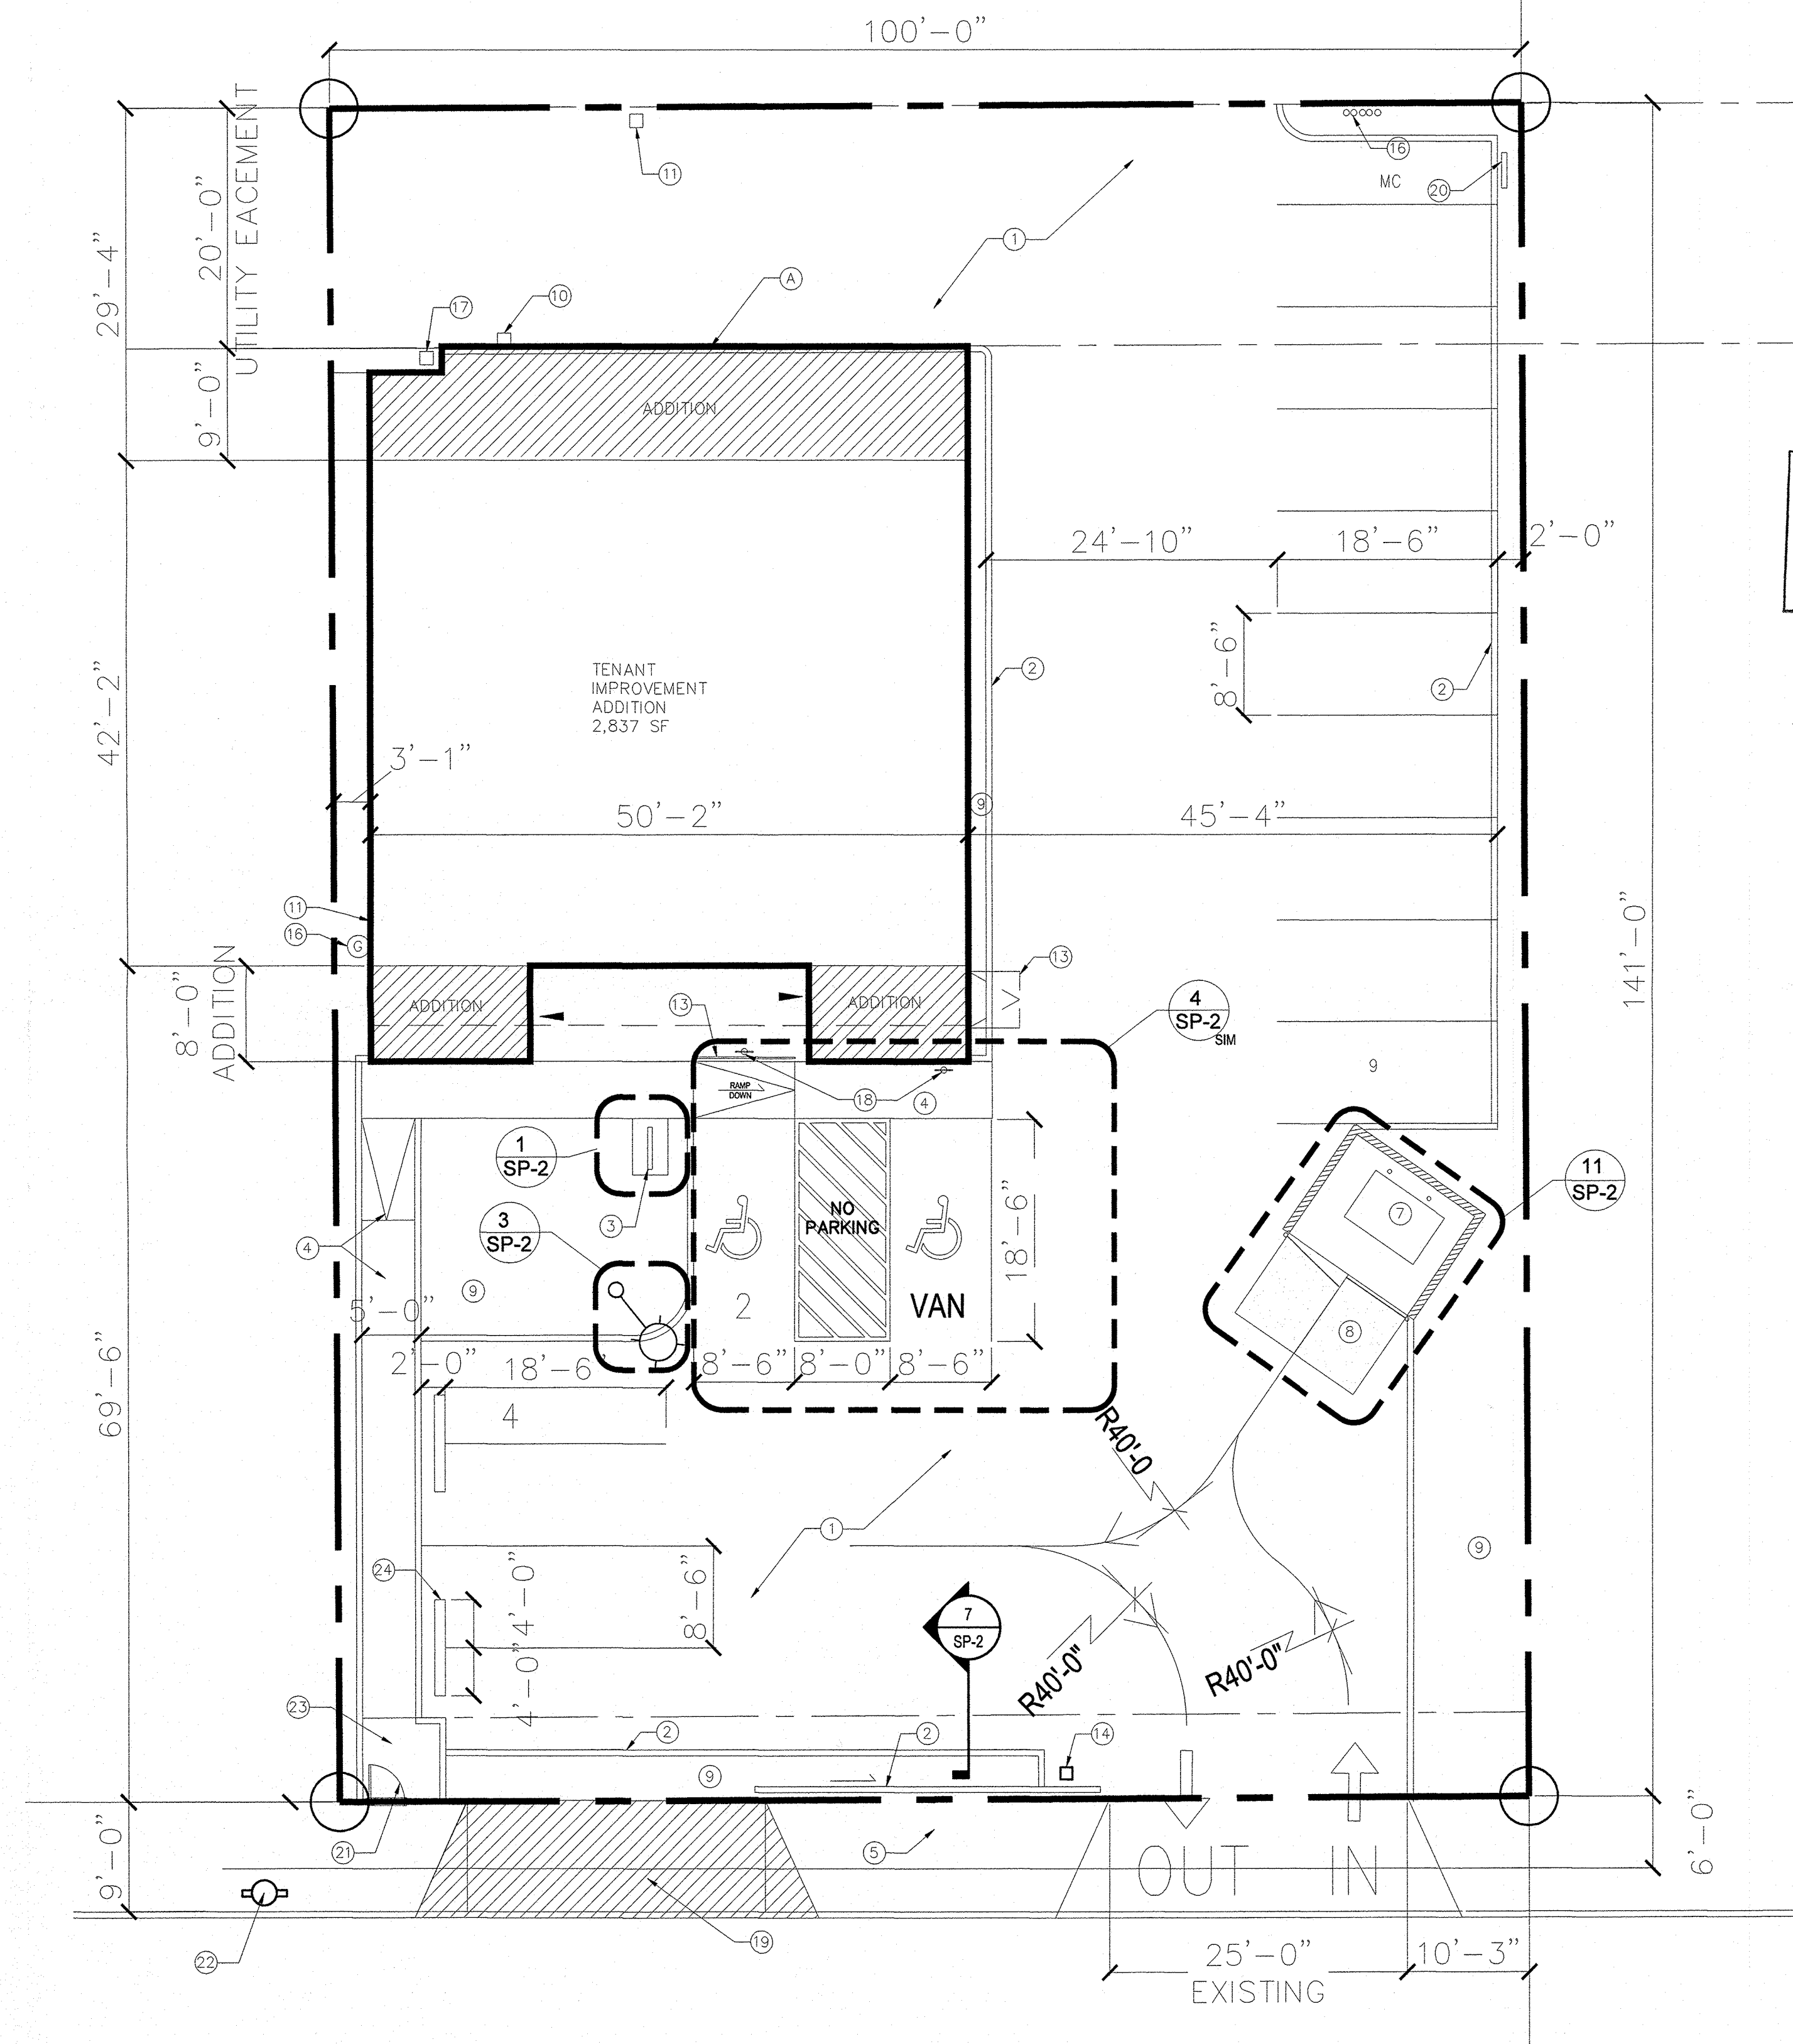 100'-0"
UTILITY EACEMENT
20'-0"
29'-4"
9'-0"
11
16
MC
20
1
A
10
17
ADDITION
24'-10"
18'-6"
2'-0"
8'-6"
2
2
TENANT
IMPROVEMENT
ADDITION
2,837 SF
42'-2"
3'-1"
50'-2"
9
45'-4"
141'-0"
11
16
G
8'-0"
ADDITION
ADDITION
ADDITION
13
13
4
SP-2
SIM
RAMP
DOWN
18
4
9
1
SP-2
3
3
SP-2
4
9
NO
PARKING
2
VAN
18'-6"
11
SP-2
7
8
5'-0"
2'-0"
18'-6'
8'-6"
8'-0"
8'-6"
69'-6"
4
R40'-0
1
24
4'-0"
4'-0"
8'-6"
9
7
SP-2
R40'-0"
R40'-0"
23
2
2
14
9
21
5
OUT
IN
6'-0"
9'-0"
22
19
25'-0"
EXISTING
10'-3"